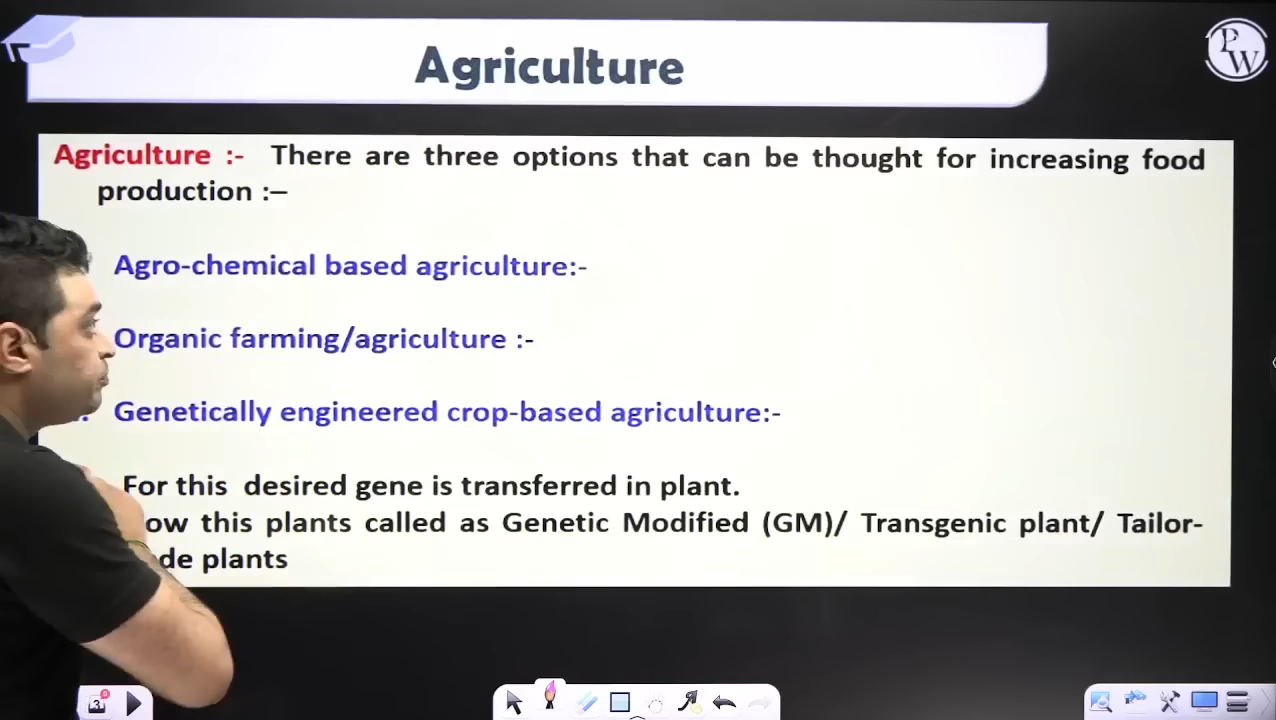 Agriculture
PW
Agriculture :- There are three options that can be thought for increasing food
production :–
Agro-chemical based agriculture:-
Organic farming/agriculture :-
Genetically engineered crop-based agriculture:-
For this desired gene is transferred in plant.
this plants called as Genetic Modified (GM)/ Transgenic plant/ Tailor-
plants